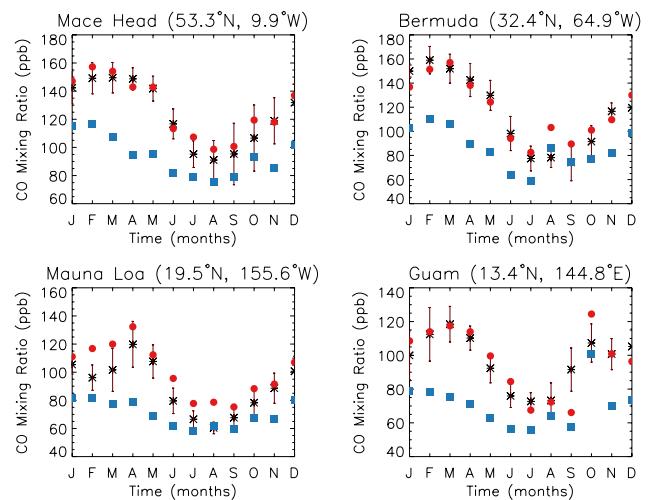 Mace Head (53.3°N, 9.9°W)
180
160
140
120
100
80
60
CO Mixing Ratio (ppb)
J F M A M J J A S O N D
Time (months)
Bermuda (32.4°N, 64.9°W)
180
160
140
120
100
80
60
40
CO Mixing Ratio (ppb)
J F M A M J J A S O N D
Time (months)
Mauna Loa (19.5°N, 155.6°W)
160
140
120
100
80
60
40
CO Mixing Ratio (ppb)
J F M A M J J A S O N D
Time (months)
Guam (13.4°N, 144.8°E)
140
120
100
80
60
40
CO Mixing Ratio (ppb)
J F M A M J J A S O N D
Time (months)